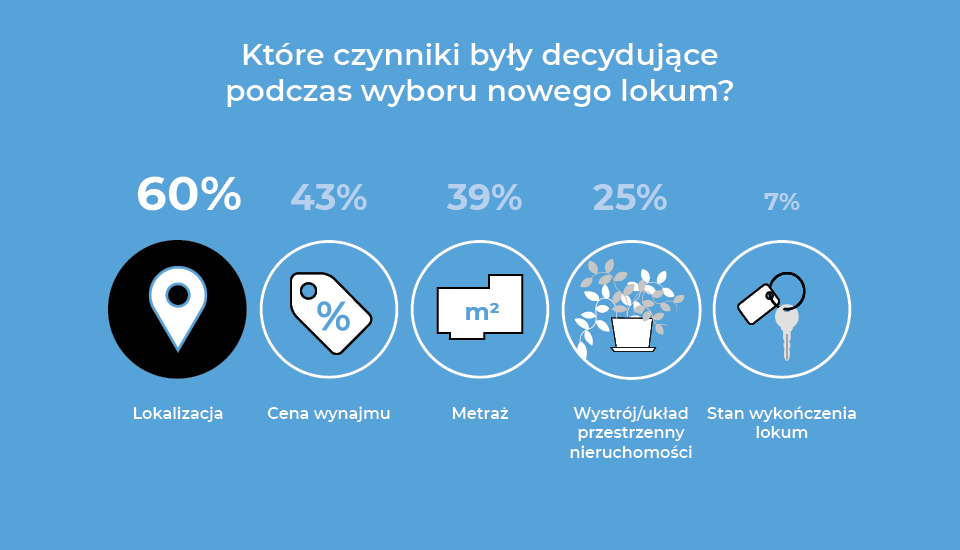 Które czynniki były decydujące
podczas wyboru nowego lokum?
60%
43%
39%
25%
7%
%
m²
Lokalizacja
Cena wynajmu
Metraż
Wystrój/układ
przestrzenny
nieruchomości
Stan wykończenia
lokum